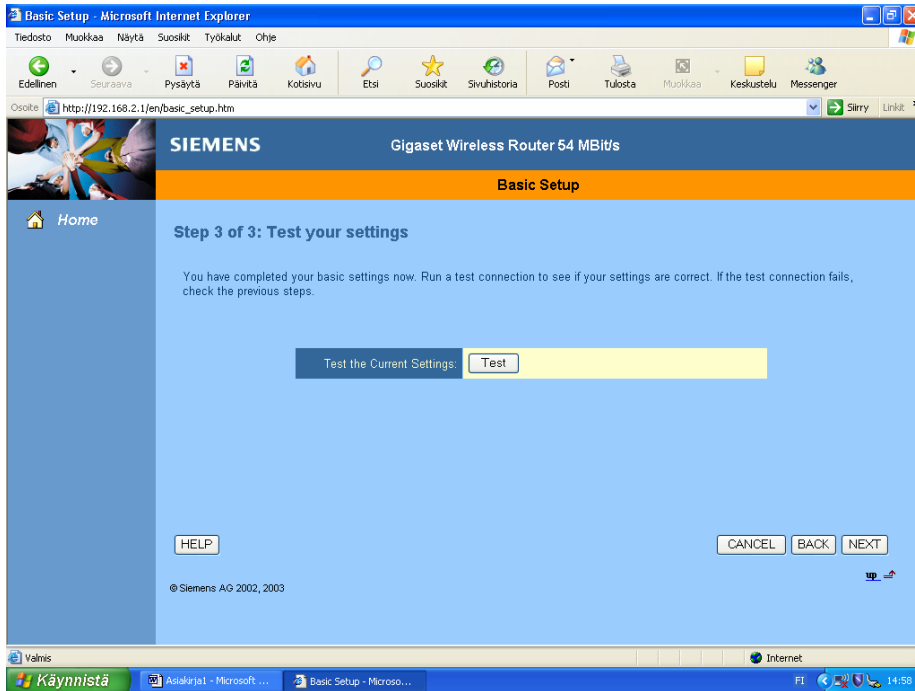 Basic Setup - Microsoft Internet Explorer
Tiedosto Muokkaa Näytä Suosikit Työkalut Ohje
Edellinen Seuraava Pysäytä Päivitä Kotisivu Etsi Suosikit Sivuhistoria Posti Tulosta Muokkaa Keskustelu Messenger
Osoite http://192.168.2.1/en/basic_setup.htm Siirry Linkit
SIEMENS Gigaset Wireless Router 54 MBit/s
Basic Setup
Home
Step 3 of 3: Test your settings
You have completed your basic settings now. Run a test connection to see if your settings are correct. If the test connection fails,
check the previous steps.
Test the Current Settings: Test
HELP CANCEL BACK NEXT
up
© Siemens AG 2002, 2003
Valmis Internet
Käynnistä Asiakirja1 - Microsoft ... Basic Setup - Microso... FI 14:58